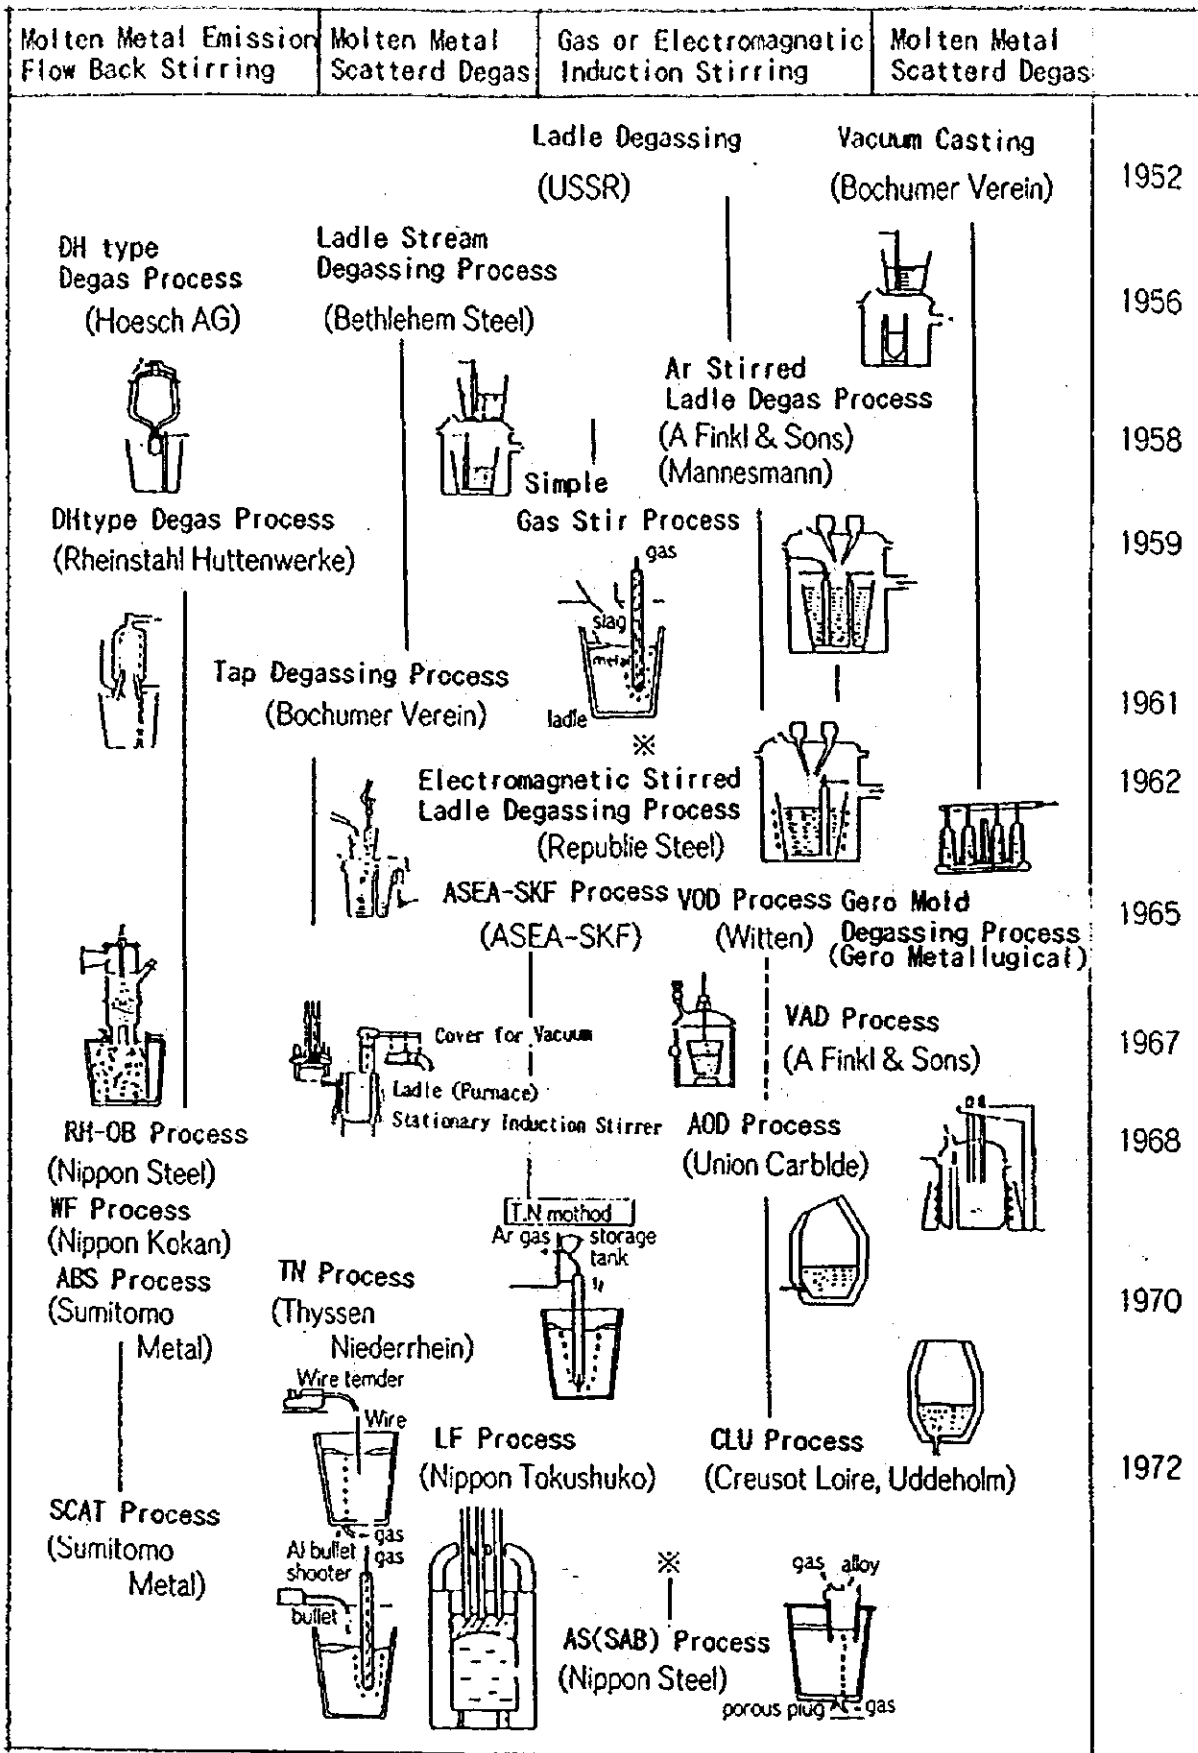 Molten Metal Emission
Flow Back Stirring
Molten Metal
Scatterd Degas
Gas or Electromagnetic
Induction Stirring
Molten Metal
Scatterd Degas
Ladle Degassing
(USSR)
Vacuum Casting
(Bochumer Verein)
1952
DH type
Degas Process
(Hoesch AG)
Ladle Stream
Degassing Process
(Bethlehem Steel)
1956
Ar Stirred
Ladle Degas Process
(A Finkl & Sons)
(Mannesmann)
1958
Simple
Gas Stir Process
DHtype Degas Process
(Rheinstahl Huttenwerke)
1959
gas
slag
ladle
Tap Degassing Process
(Bochumer Verein)
1961
※
Electromagnetic Stirred
Ladle Degassing Process
(Republie Steel)
1962
ASEA-SKF Process
(ASEA-SKF)
VOD Process
(Witten)
Gero Mold
Degassing Process
(Gero Metallugical)
1965
Cover for Vacuum
Ladle (Furnace)
Stationary Induction Stirrer
VAD Process
(A Finkl & Sons)
1967
RH-OB Process
(Nippon Steel)
WF Process
(Nippon Kokan)
AOD Process
(Union Carblde)
1968
T.N mothod
Ar gas
storage
tank
ABS Process
(Sumitomo
Metal)
TN Process
(Thyssen
Niederrhein)
1970
Wire temder
Wire
gas
LF Process
(Nippon Tokushuko)
CLU Process
(Creusot Loire, Uddeholm)
1972
SCAT Process
(Sumitomo
Metal)
Al bullet
shooter
gas
bullet
※
AS(SAB) Process
(Nippon Steel)
gas
alloy
porous plug
gas